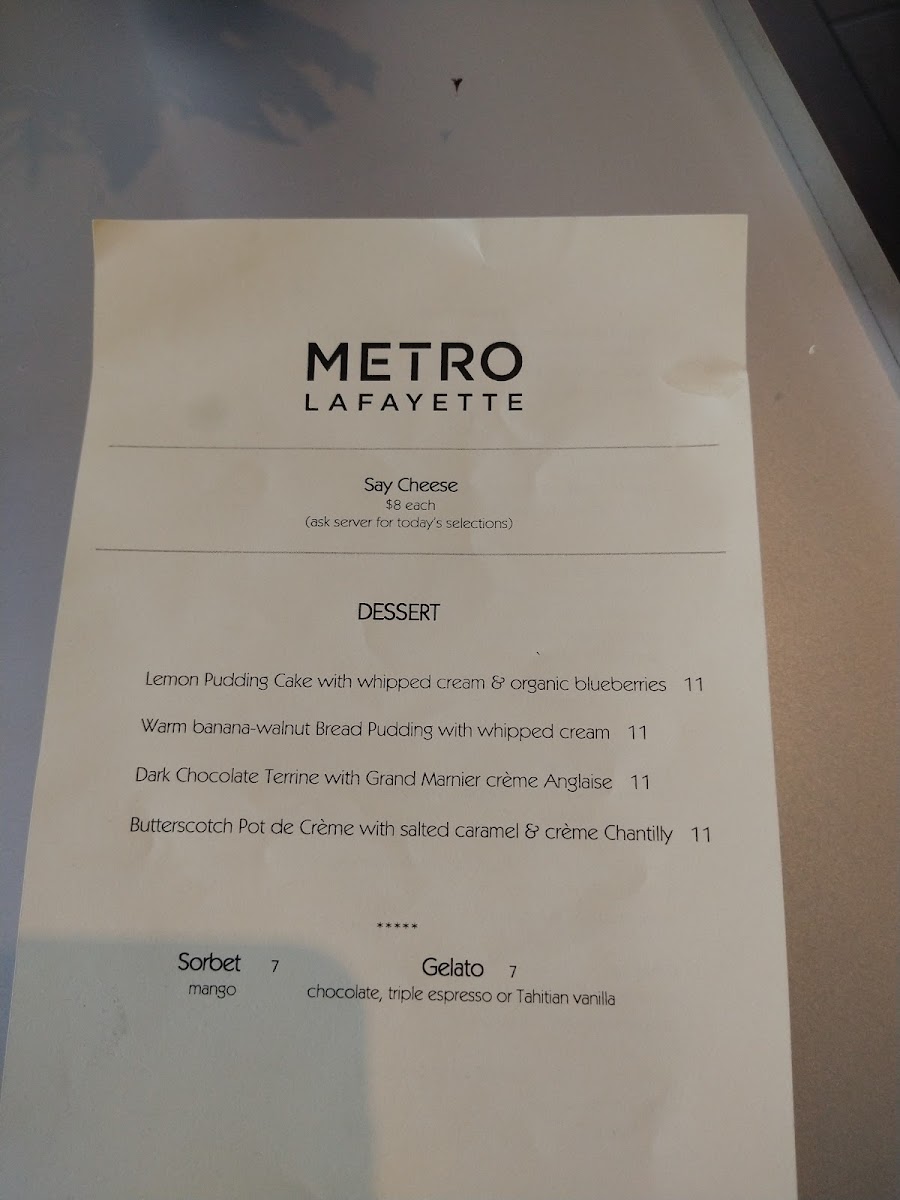 METRO
LAFAYETTE
Say Cheese
$8 each
(ask server for today's selections)
DESSERT
Lemon Pudding Cake with whipped cream & organic blueberries 11
Warm banana-walnut Bread Pudding with whipped cream 11
Dark Chocolate Terrine with Grand Marnier crème Anglaise 11
Butterscotch Pot de Crème with salted caramel & crème Chantilly 11
*****
Sorbet 7 Gelato 7
mango chocolate, triple espresso or Tahitian vanilla